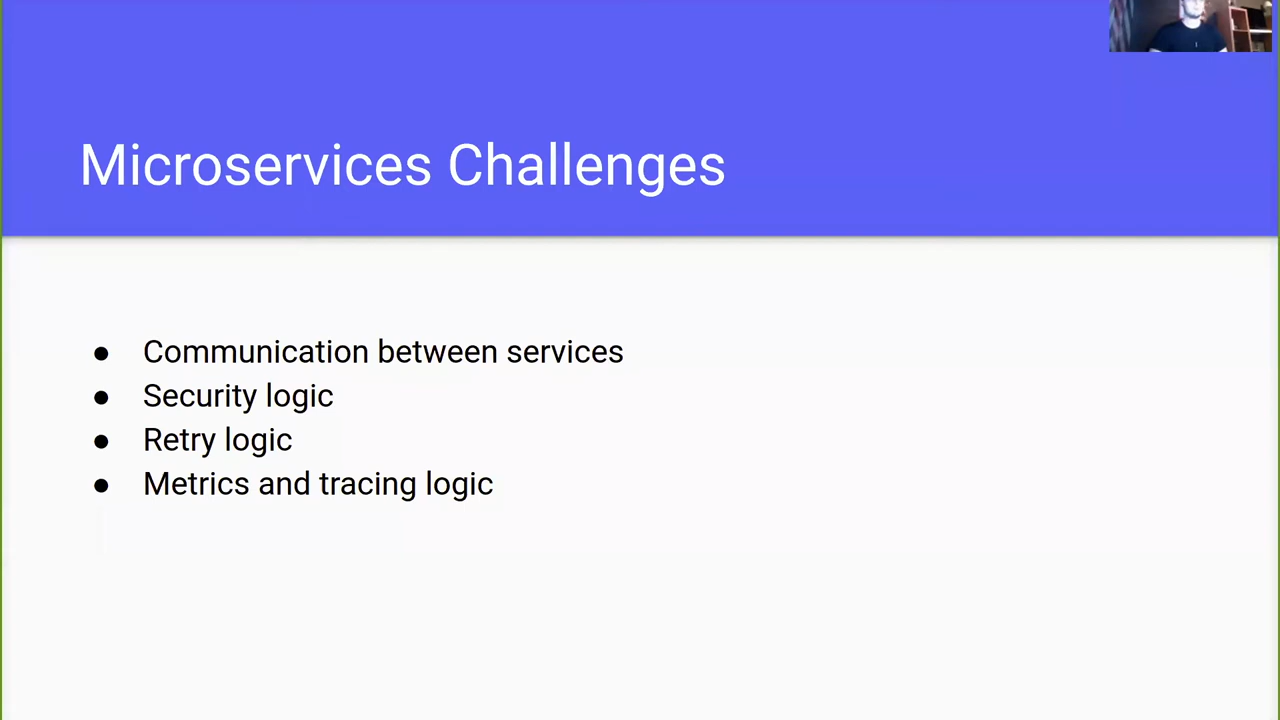 Microservices Challenges
● Communication between services
● Security logic
● Retry logic
● Metrics and tracing logic